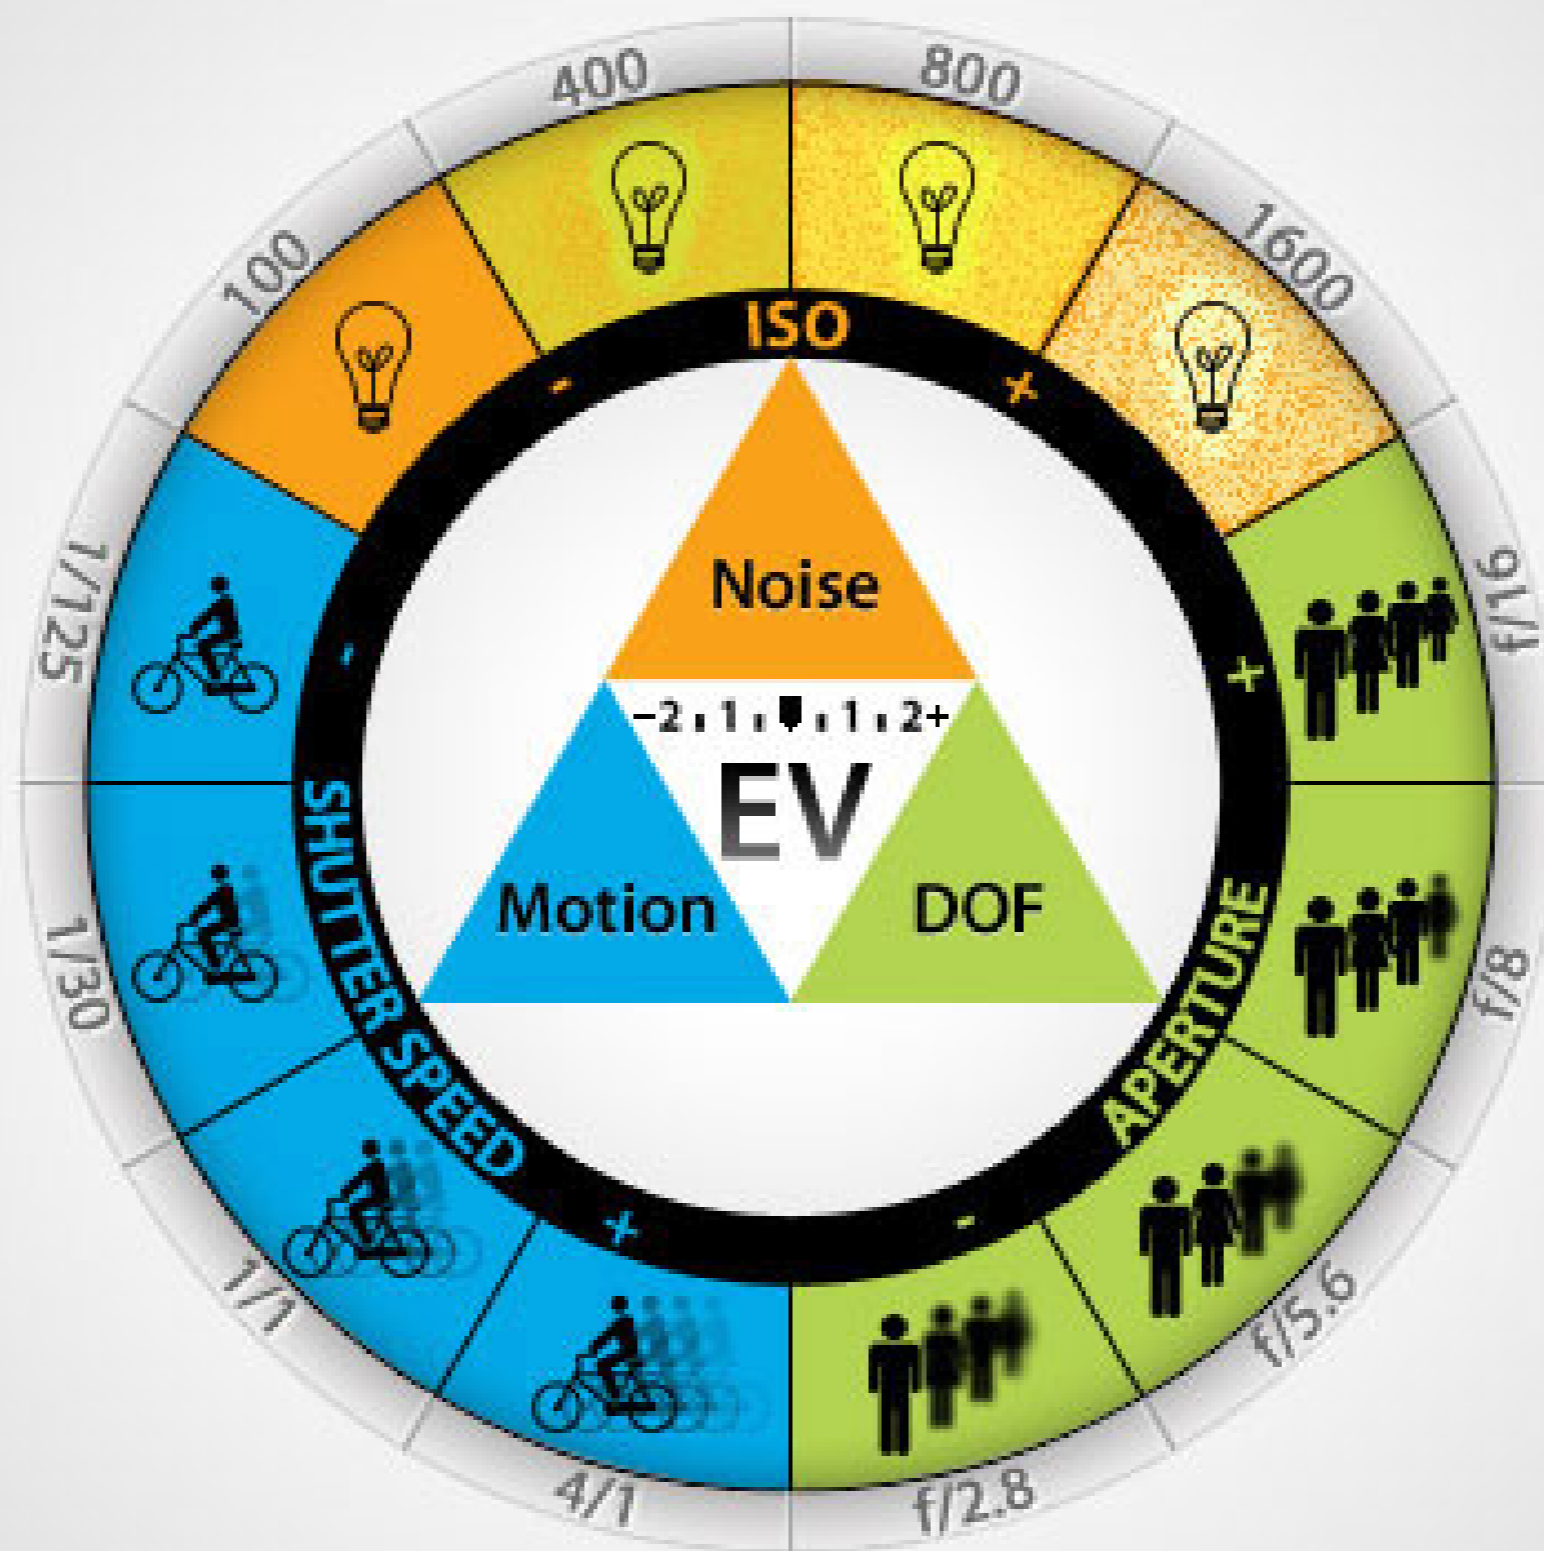 400
800
100
1600
ISO
-
+
1/125
f/16
-
+
Noise
-2 1 1 2+
EV
Motion
DOF
SHUTTER SPEED
APERTURE
1/30
f/8
+
-
1/1
f/5.6
4/1
f/2.8